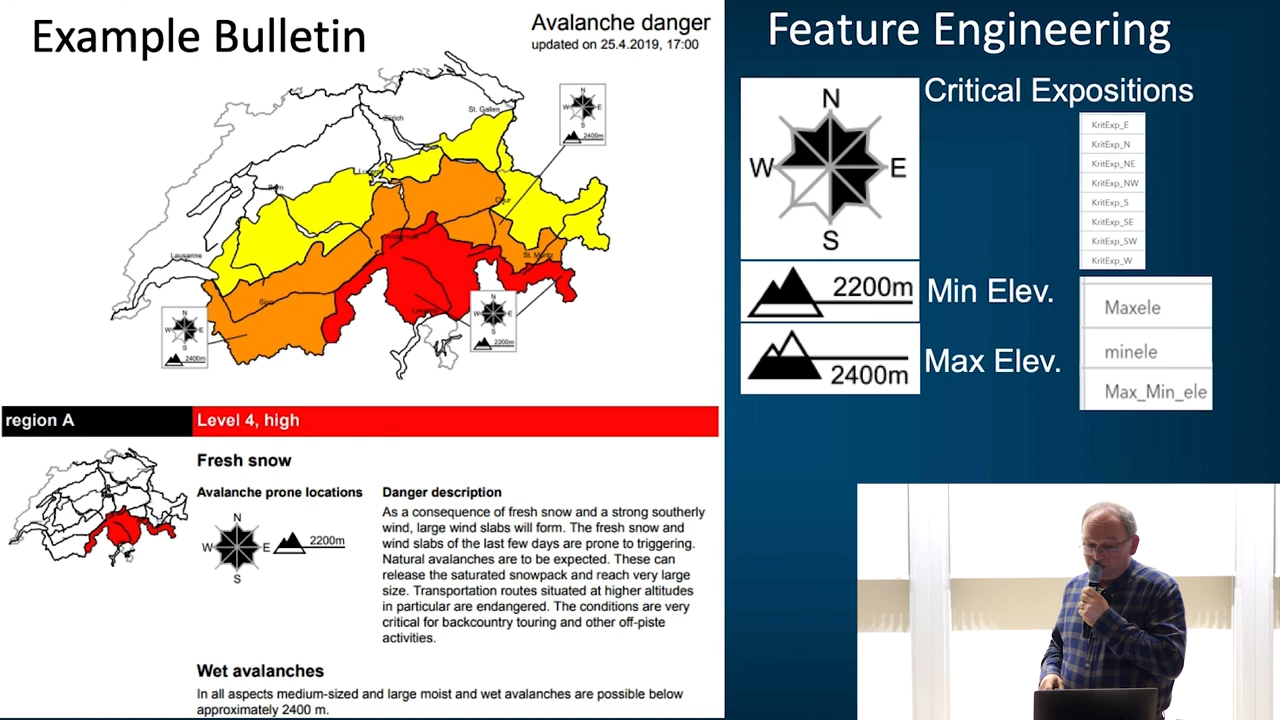 Example Bulletin
Avalanche danger
updated on 25.4.2019, 17:00
St. Gallen
Zürich
N
W E
S
2400m
Bern
Chur
Lausanne
St. Moritz
Sion
N
W E
S
2400m
N
W E
S
2200m
region A
Level 4, high
Fresh snow
Avalanche prone locations
N
W E
S
2200m
Danger description
As a consequence of fresh snow and a strong southerly
wind, large wind slabs will form. The fresh snow and
wind slabs of the last few days are prone to triggering.
Natural avalanches are to be expected. These can
release the saturated snowpack and reach very large
size. Transportation routes situated at higher altitudes
in particular are endangered. The conditions are very
critical for backcountry touring and other off-piste
activities.
Wet avalanches
In all aspects medium-sized and large moist and wet avalanches are possible below
approximately 2400 m.
Feature Engineering
N
W E
S
Critical Expositions
KritExp_E
KritExp_N
KritExp_NE
KritExp_NW
KritExp_S
KritExp_SE
KritExp_SW
KritExp_W
2200m
Min Elev.
2400m
Max Elev.
Maxele
minele
Max_Min_ele